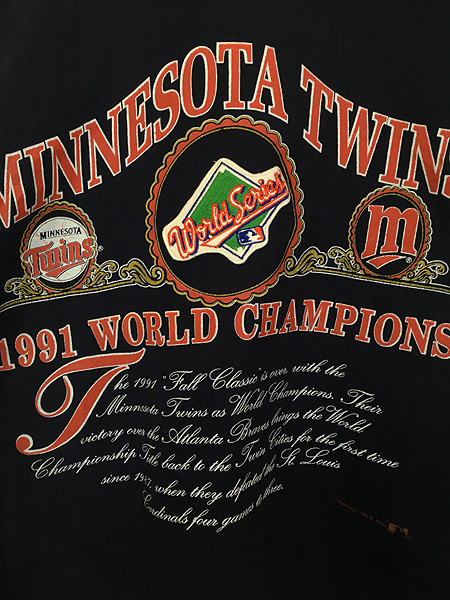 MINNESOTA TWINS
World Series
MINNESOTA
Twins
m
1991 WORLD CHAMPIONS
The 1991 "Fall Classic" is over with the
Minnesota Twins as World Champions. Their
victory over the Atlanta Braves brings the World
Championship Title back to the Twin Cities for the first time
since 1987, when they defeated the St. Louis
Cardinals four games to three.